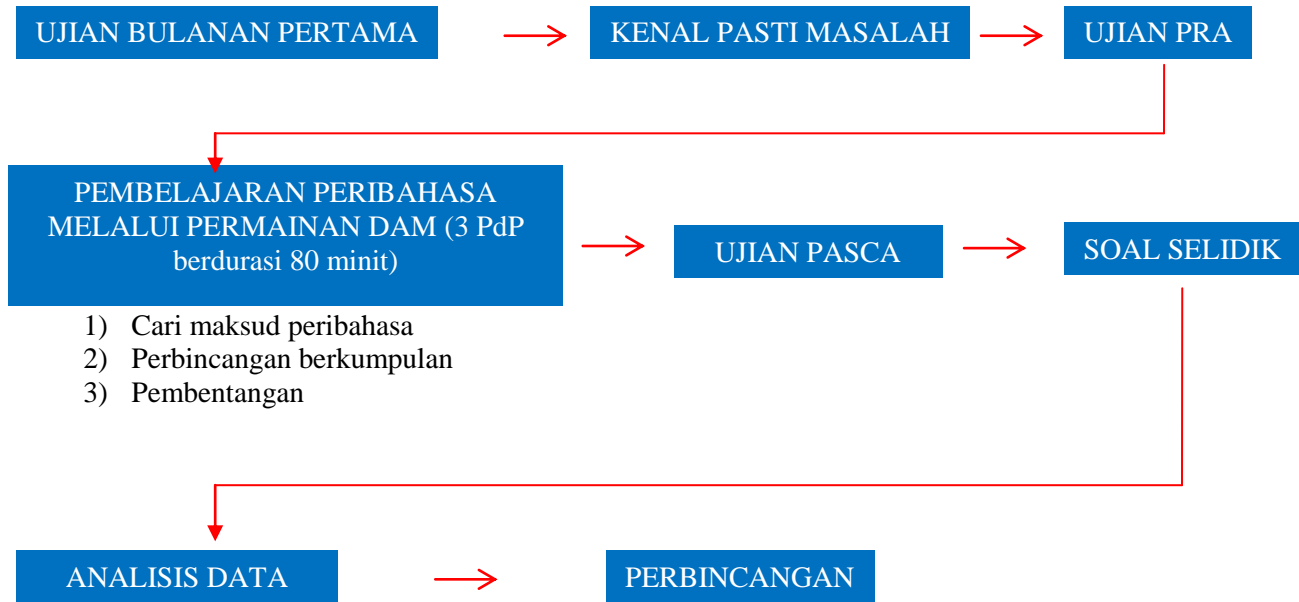 UJIAN BULANAN PERTAMA
KENAL PASTI MASALAH
UJIAN PRA
PEMBELAJARAN PERIBAHASA
MELALUI PERMAINAN DAM (3 PdP
berdurasi 80 minit)
UJIAN PASCA
SOAL SELIDIK
1) Cari maksud peribahasa
2) Perbincangan berkumpulan
3) Pembentangan
ANALISIS DATA
PERBINCANGAN